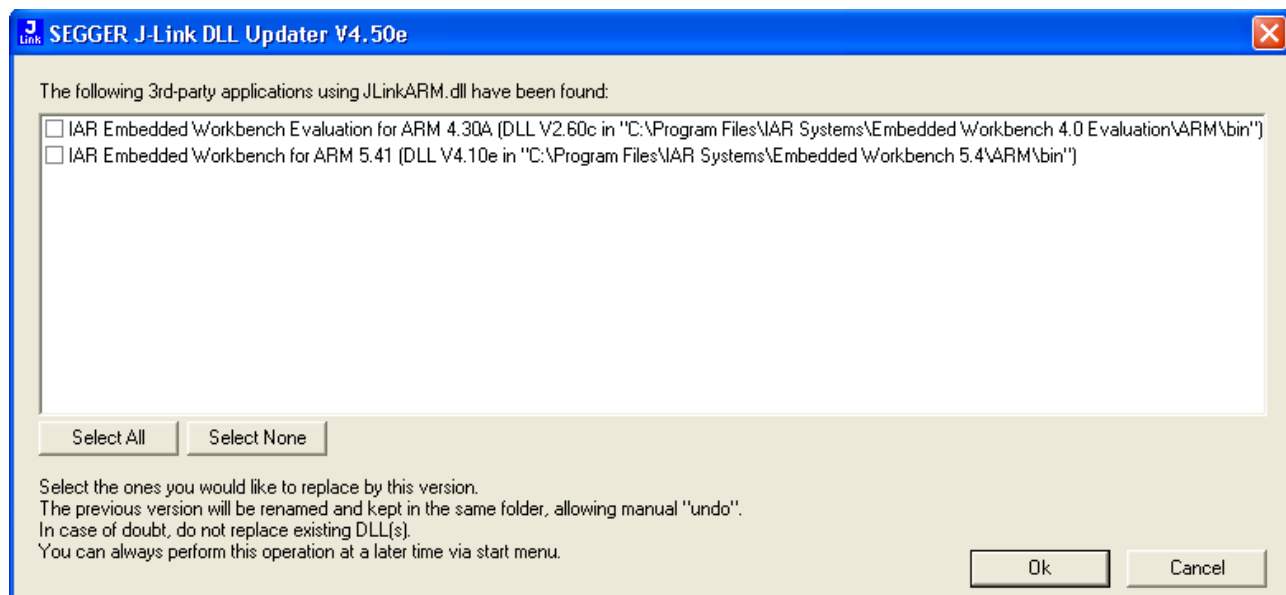 J
Link
SEGGER J-Link DLL Updater V4.50e
The following 3rd-party applications using JLinkARM.dll have been found:
IAR Embedded Workbench Evaluation for ARM 4.30A (DLL V2.60c in "C:\Program Files\IAR Systems\Embedded Workbench 4.0 Evaluation\ARM\bin")
IAR Embedded Workbench for ARM 5.41 (DLL V4.10e in "C:\Program Files\IAR Systems\Embedded Workbench 5.4\ARM\bin")
Select All
Select None
Select the ones you would like to replace by this version.
The previous version will be renamed and kept in the same folder, allowing manual "undo".
In case of doubt, do not replace existing DLL(s).
You can always perform this operation at a later time via start menu.
Ok
Cancel